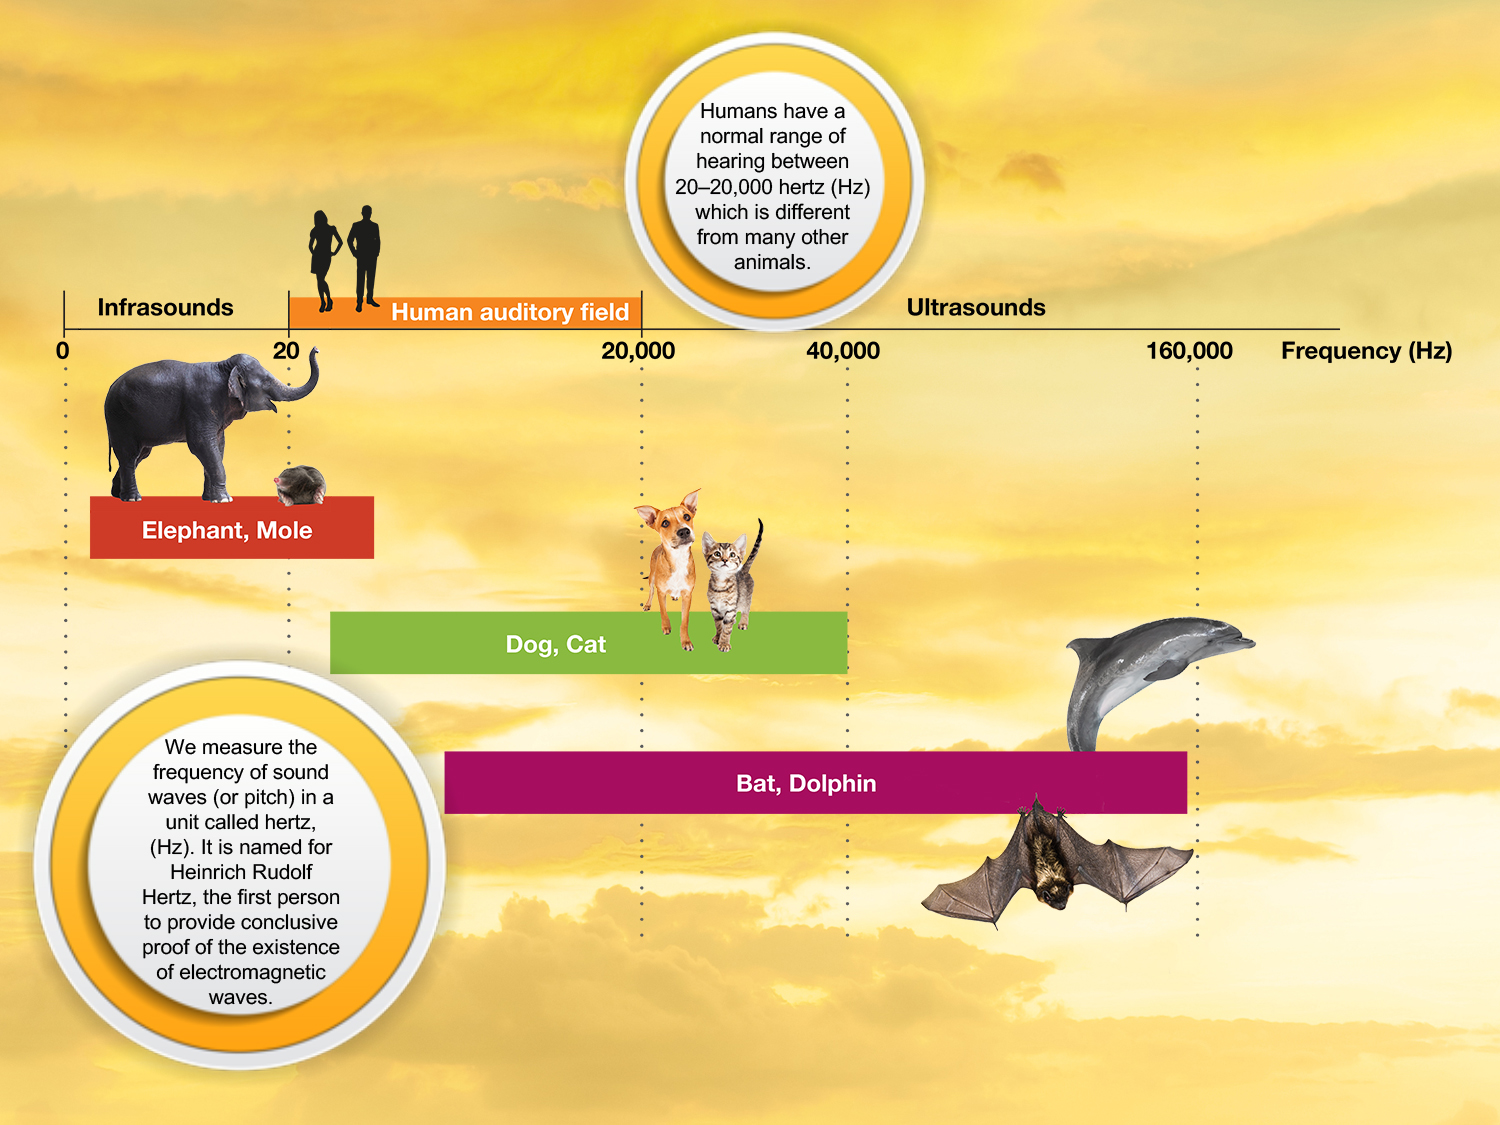 Humans have a
normal range of
hearing between
20–20,000 hertz (Hz)
which is different
from many other
animals.
Infrasounds
Human auditory field
Ultrasounds
0
20
20,000
40,000
160,000
Frequency (Hz)
Elephant, Mole
Dog, Cat
Bat, Dolphin
We measure the
frequency of sound
waves (or pitch) in a
unit called hertz,
(Hz). It is named for
Heinrich Rudolf
Hertz, the first person
to provide conclusive
proof of the existence
of electromagnetic
waves.